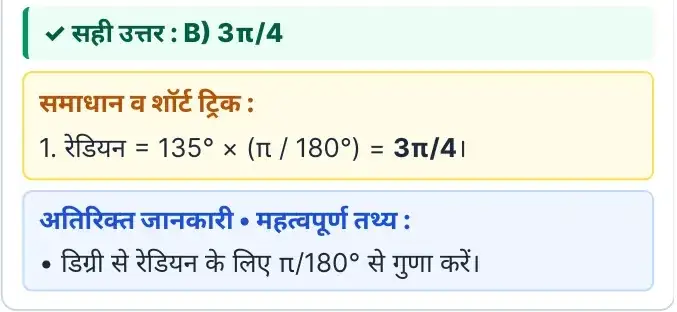 ✓ सही उत्तर : B) 3π/4
समाधान व शॉर्ट ट्रिक :
1. रेडियन = 135° × (π / 180°) = 3π/4।
अतिरिक्त जानकारी • महत्वपूर्ण तथ्य :
• डिग्री से रेडियन के लिए π/180° से गुणा करें।